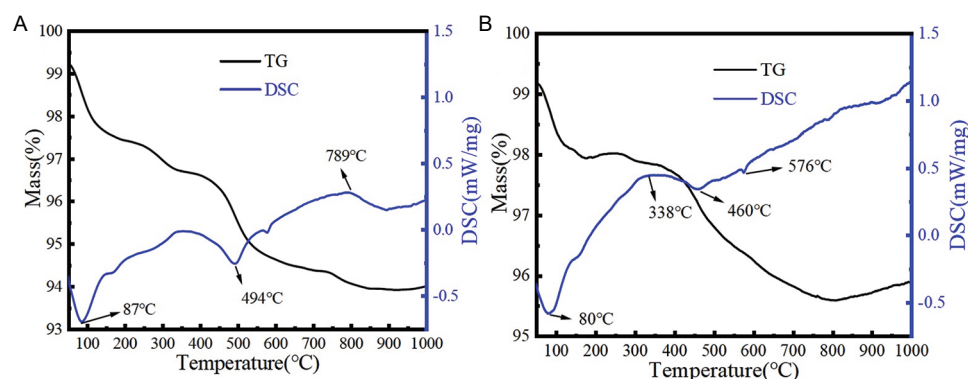 A
100
99
98
97
96
95
94
93
Mass(%)
TG
DSC
789℃
494℃
87℃
1.5
1.0
0.5
0.0
-0.5
DSC(mW/mg)
100 200 300 400 500 600 700 800 900 1000
Temperature(℃)
B
100
99
98
97
96
95
Mass(%)
TG
DSC
576℃
338℃
460℃
80℃
1.5
1.0
0.5
0.0
-0.5
DSC(mW/mg)
100 200 300 400 500 600 700 800 900 1000
Temperature(℃)